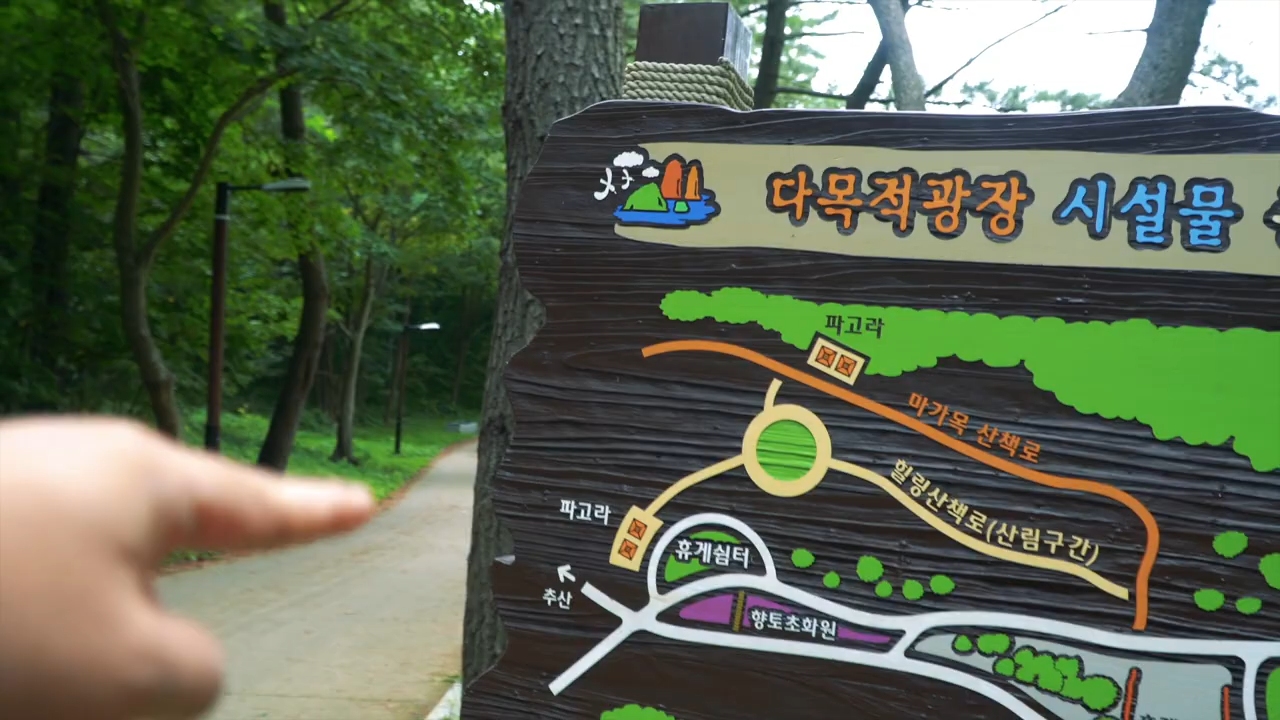 다목적광장 시설물
파고라
마가목 산책로
힐링산책로(산림구간)
파고라
휴게쉼터
추산
향토초화원